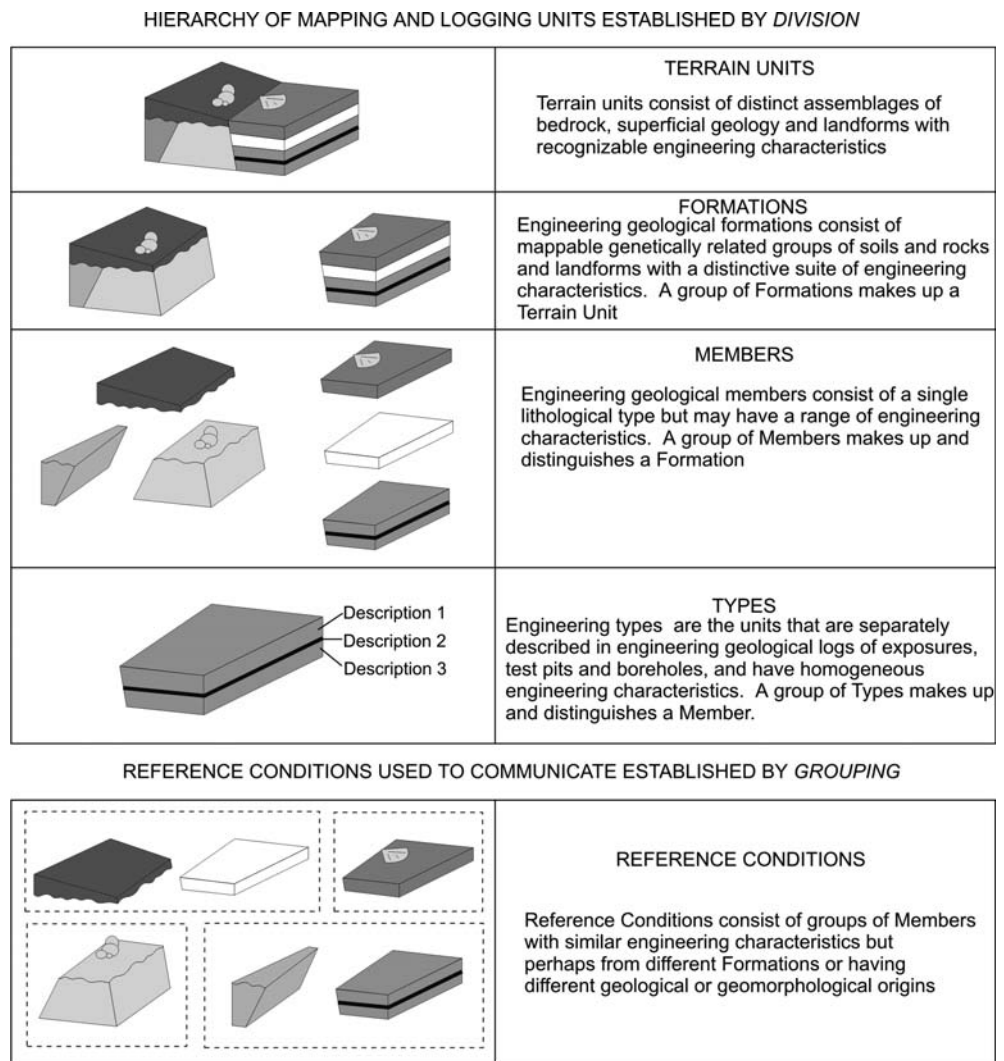 HIERARCHY OF MAPPING AND LOGGING UNITS ESTABLISHED BY DIVISION
TERRAIN UNITS
Terrain units consist of distinct assemblages of
bedrock, superficial geology and landforms with
recognizable engineering characteristics
FORMATIONS
Engineering geological formations consist of
mappable genetically related groups of soils and rocks
and landforms with a distinctive suite of engineering
characteristics. A group of Formations makes up a
Terrain Unit
MEMBERS
Engineering geological members consist of a single
lithological type but may have a range of engineering
characteristics. A group of Members makes up and
distinguishes a Formation
Description 1
Description 2
Description 3
TYPES
Engineering types are the units that are separately
described in engineering geological logs of exposures,
test pits and boreholes, and have homogeneous
engineering characteristics. A group of Types makes up
and distinguishes a Member.
REFERENCE CONDITIONS USED TO COMMUNICATE ESTABLISHED BY GROUPING
REFERENCE CONDITIONS
Reference Conditions consist of groups of Members
with similar engineering characteristics but
perhaps from different Formations or having
different geological or geomorphological origins